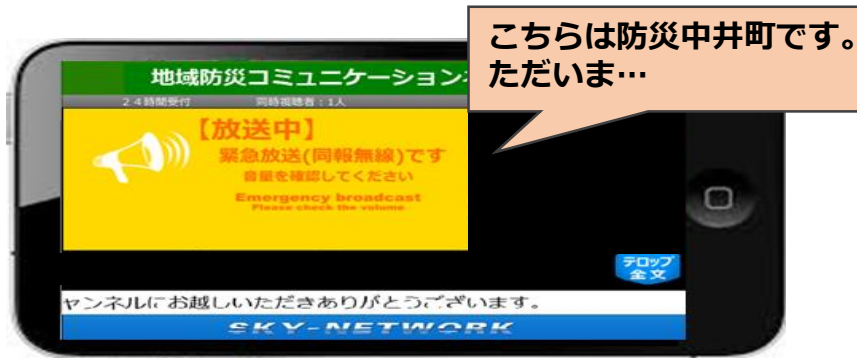 こちらは防災中井町です。
ただいま…
地域防災コミュニケーション
24時間受付 同時視聴者：1人
【放送中】
緊急放送(同報無線)です
音量を確認してください
Emergency broadcast
Please check the volume
テロップ
全文
ャンネルにお越しいただきありがとうございます。
SKY-NETWORK